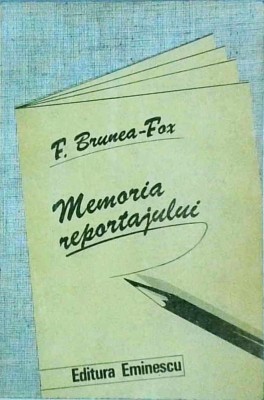 F. Brunea-Fox
Memoria
reportajului
Editura Eminescu